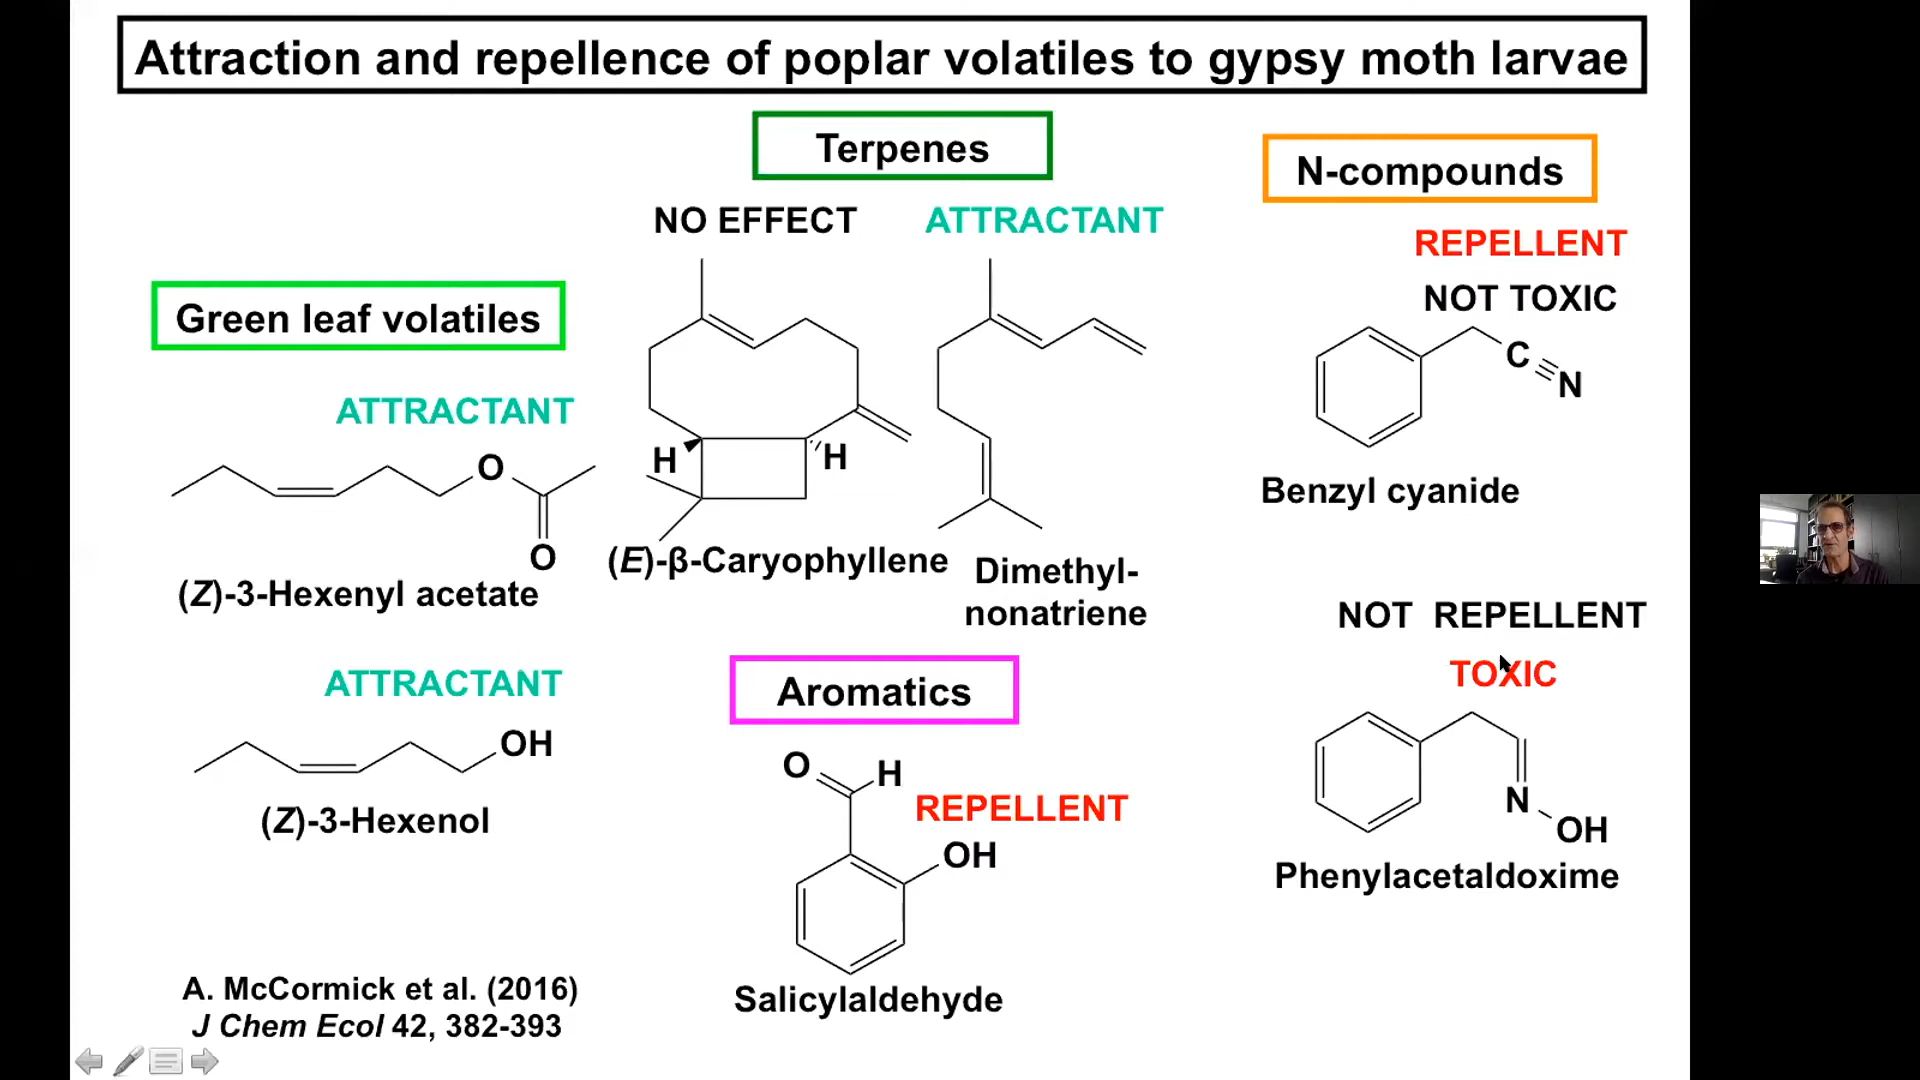 Attraction and repellence of poplar volatiles to gypsy moth larvae
Green leaf volatiles
ATTRACTANT
O
O
(Z)-3-Hexenyl acetate
ATTRACTANT
OH
(Z)-3-Hexenol
Terpenes
NO EFFECT
H
H
(E)-β-Caryophyllene
ATTRACTANT
Dimethyl-
nonatriene
Aromatics
O
H
REPELLENT
OH
Salicylaldehyde
N-compounds
REPELLENT
NOT TOXIC
C
N
Benzyl cyanide
NOT REPELLENT
TOXIC
N
OH
Phenylacetaldoxime
A. McCormick et al. (2016)
J Chem Ecol 42, 382-393